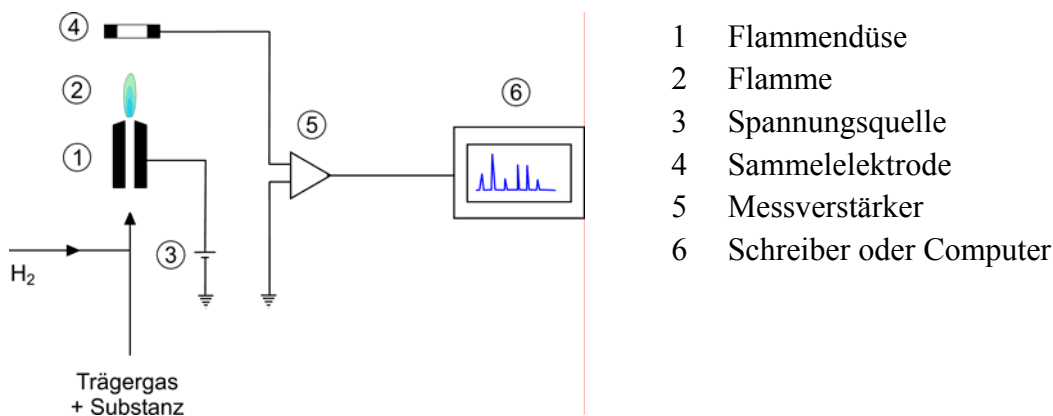 4
2
1
3
5
6
H₂
Trägergas
+ Substanz
1 Flammendüse
2 Flamme
3 Spannungsquelle
4 Sammelelektrode
5 Messverstärker
6 Schreiber oder Computer